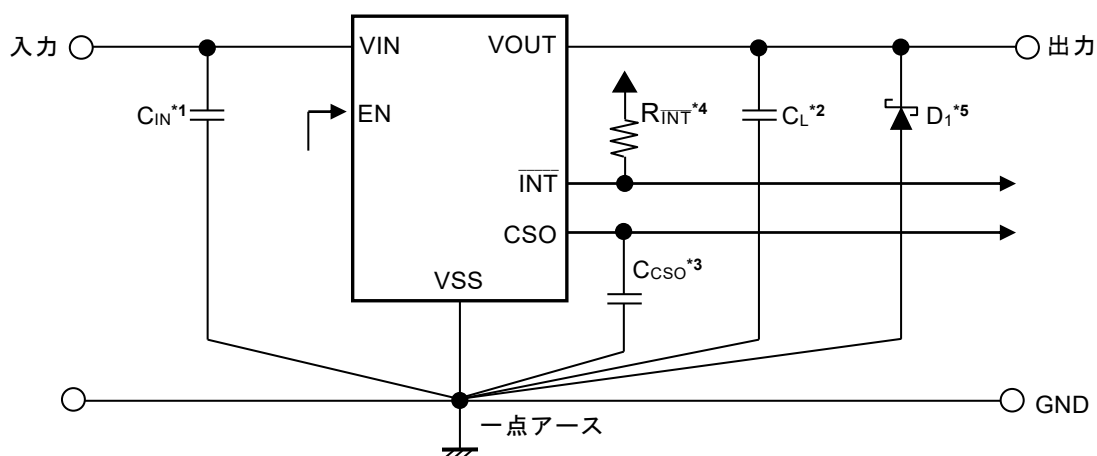 入力
VIN
VOUT
出力
CIN*1
EN
RINT*4
CL*2
D1*5
INT
CSO
VSS
CCSO*3
GND
一点アース